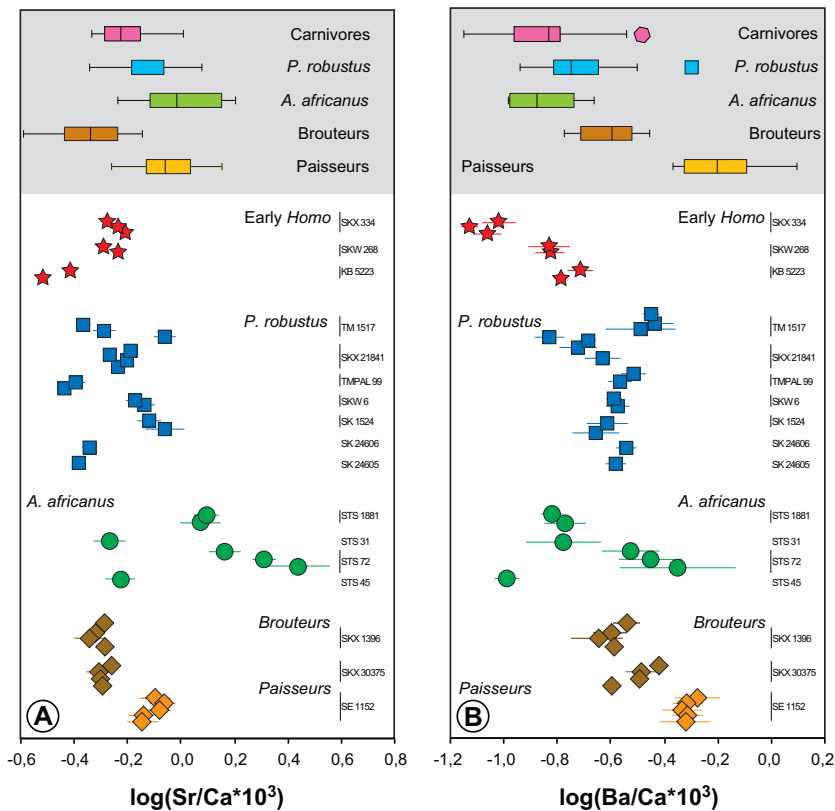 Carnivores
P. robustus
A. africanus
Brouteurs
Paisseurs
Early Homo
SKX 334
SKW 268
KB 5223
P. robustus
TM 1517
SKX 21841
TMPAL 99
SKW 6
SK 1524
SK 24606
SK 24605
A. africanus
STS 1881
STS 31
STS 72
STS 45
Brouteurs
SKX 1396
SKX 30375
Paisseurs
SE 1152
A
-0,6 -0,4 -0,2 0,0 0,2 0,4 0,6 0,8
log(Sr/Ca*10³)
Carnivores
P. robustus
A. africanus
Brouteurs
Paisseurs
Early Homo
SKX 334
SKW 268
KB 5223
P. robustus
TM 1517
SKX 21841
TMPAL 99
SKW 6
SK 1524
SK 24606
SK 24605
A. africanus
STS 1881
STS 31
STS 72
STS 45
Brouteurs
SKX 1396
SKX 30375
Paisseurs
SE 1152
B
-1,2 -1,0 -0,8 -0,6 -0,4 -0,2 0,0 0,2
log(Ba/Ca*10³)